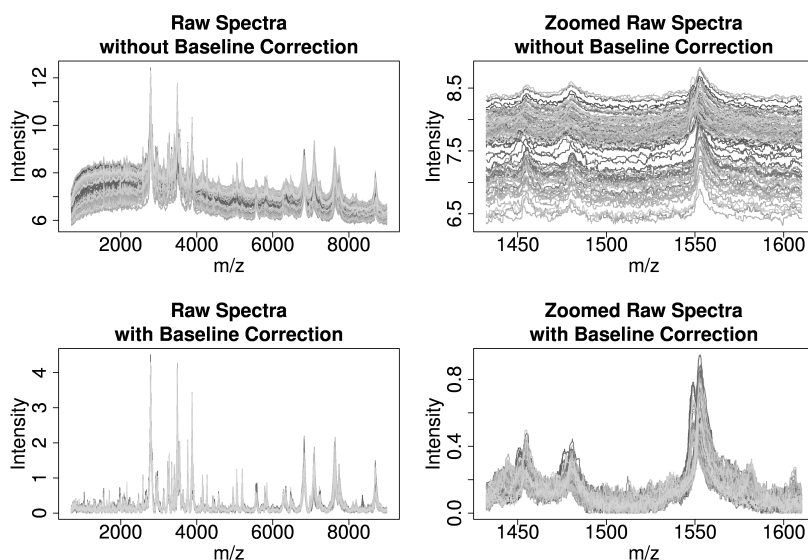 Raw Spectra
without Baseline Correction
Intensity
12
10
8
6
2000 4000 6000 8000
m/z
Zoomed Raw Spectra
without Baseline Correction
Intensity
8.5
7.5
6.5
1450 1500 1550 1600
m/z
Raw Spectra
with Baseline Correction
Intensity
4
3
2
1
0
2000 4000 6000 8000
m/z
Zoomed Raw Spectra
with Baseline Correction
Intensity
0.8
0.4
0.0
1450 1500 1550 1600
m/z